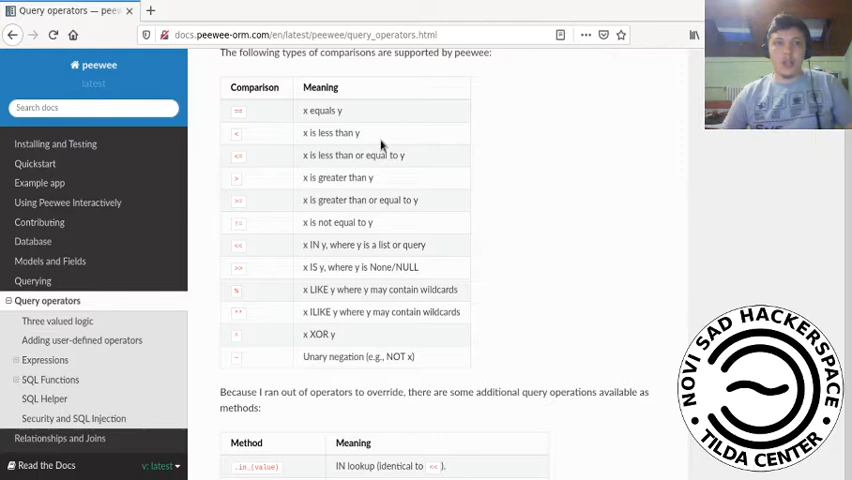 Query operators — peewee
docs.peewee-orm.com/en/latest/peewee/query_operators.html
peewee
latest
Search docs
Installing and Testing
Quickstart
Example app
Using Peewee Interactively
Contributing
Database
Models and Fields
Querying
Query operators
Three valued logic
Adding user-defined operators
Expressions
SQL Functions
SQL Helper
Security and SQL Injection
Relationships and Joins
Read the Docs
v: latest
The following types of comparisons are supported by peewee:
Comparison Meaning
== x equals y
< x is less than y
<= x is less than or equal to y
> x is greater than y
>= x is greater than or equal to y
!= x is not equal to y
<< x IN y, where y is a list or query
>> x IS y, where y is None/NULL
% x LIKE y where y may contain wildcards
** x ILIKE y where y may contain wildcards
^ x XOR y
~ Unary negation (e.g., NOT x)
Because I ran out of operators to override, there are some additional query operations available as
methods:
Method Meaning
.in_(value) IN lookup (identical to <<).
NOVI SAD HACKERSPACE
TILDA CENTER